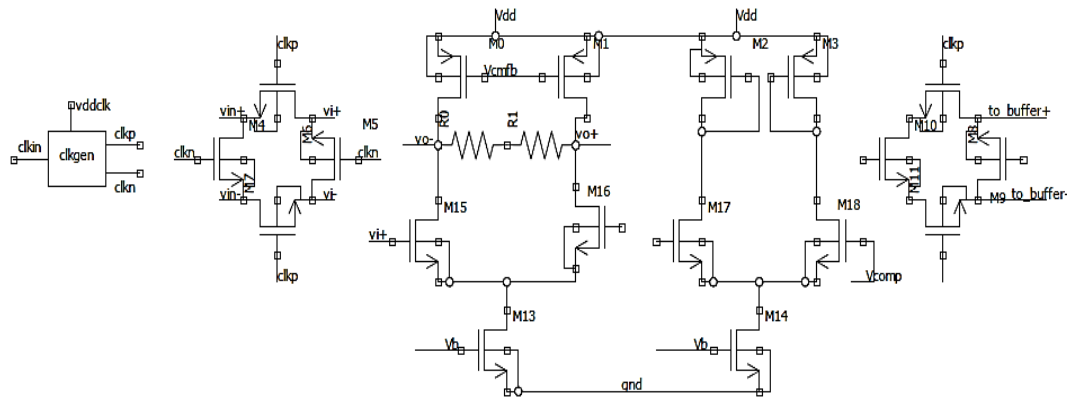 Vdd
Vdd
clkp
M0
M1
M2
M3
clkp
Vcmfb
vddclk
vin+
vi+
M4
M6
M5
R0
R1
M10
M8
to_buffer+
clkin
clkgen
clkp
clkn
clkn
clkn
vo-
vo+
M7
M11
vin-
vi-
M9
to_buffer-
M15
M16
M17
M18
vi+
clkp
Vcomp
M13
M14
Vb
Vb
gnd